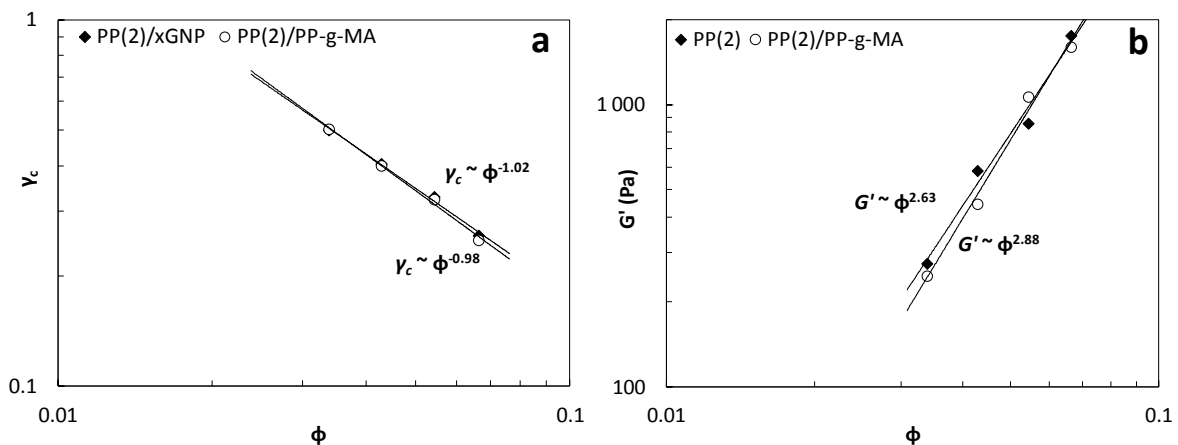 a
◆ PP(2)/xGNP ○ PP(2)/PP-g-MA
1
γc
γc ~ ϕ-1.02
γc ~ ϕ-0.98
0.1
0.01
0.1
ϕ
b
◆ PP(2) ○ PP(2)/PP-g-MA
1 000
G' (Pa)
G' ~ ϕ2.63
G' ~ ϕ2.88
100
0.01
0.1
ϕ